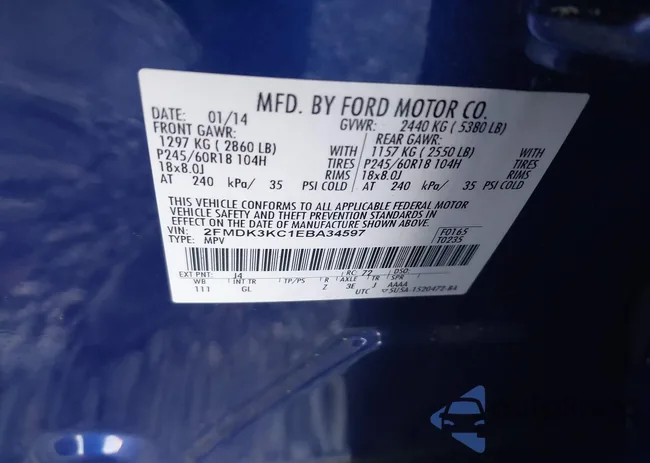 MFD. BY FORD MOTOR CO.
DATE: 01/14 GVWR: 2440 KG ( 5380 LB)
FRONT GAWR: REAR GAWR:
1297 KG ( 2860 LB) WITH 1157 KG ( 2550 LB) WITH
P245/60R18 104H TIRES P245/60R18 104H TIRES
18x8.0J RIMS 18x8.0J RIMS
AT 240 kPa/ 35 PSI COLD AT 240 kPa/ 35 PSI COLD
THIS VEHICLE CONFORMS TO ALL APPLICABLE FEDERAL MOTOR
VEHICLE SAFETY AND THEFT PREVENTION STANDARDS IN
EFFECT ON THE DATE OF MANUFACTURE SHOWN ABOVE.
VIN: 2FMDK3KC1EBA34597 F0165
TYPE: MPV T0235
EXT PNT: J4 RC: 72 DSO:
WB INT TR TP/PS R AXLE TR SPR
111 GL Z 3E J AAAA
UTC